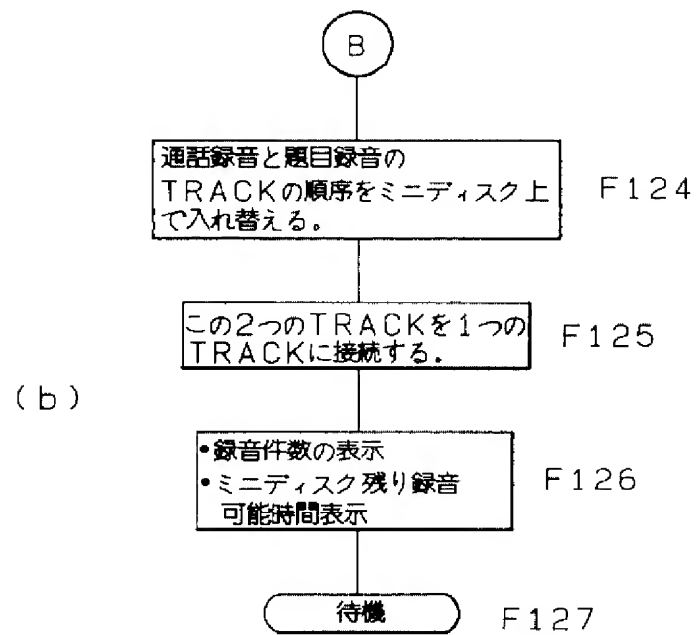 B
通話録音と題目録音の
TRACKの順序をミニディスク上
で入れ替える。
F124
この2つのTRACKを1つの
TRACKに接続する。
F125
(b)
•録音件数の表示
•ミニディスク残り録音
可能時間表示
F126
待機
F127